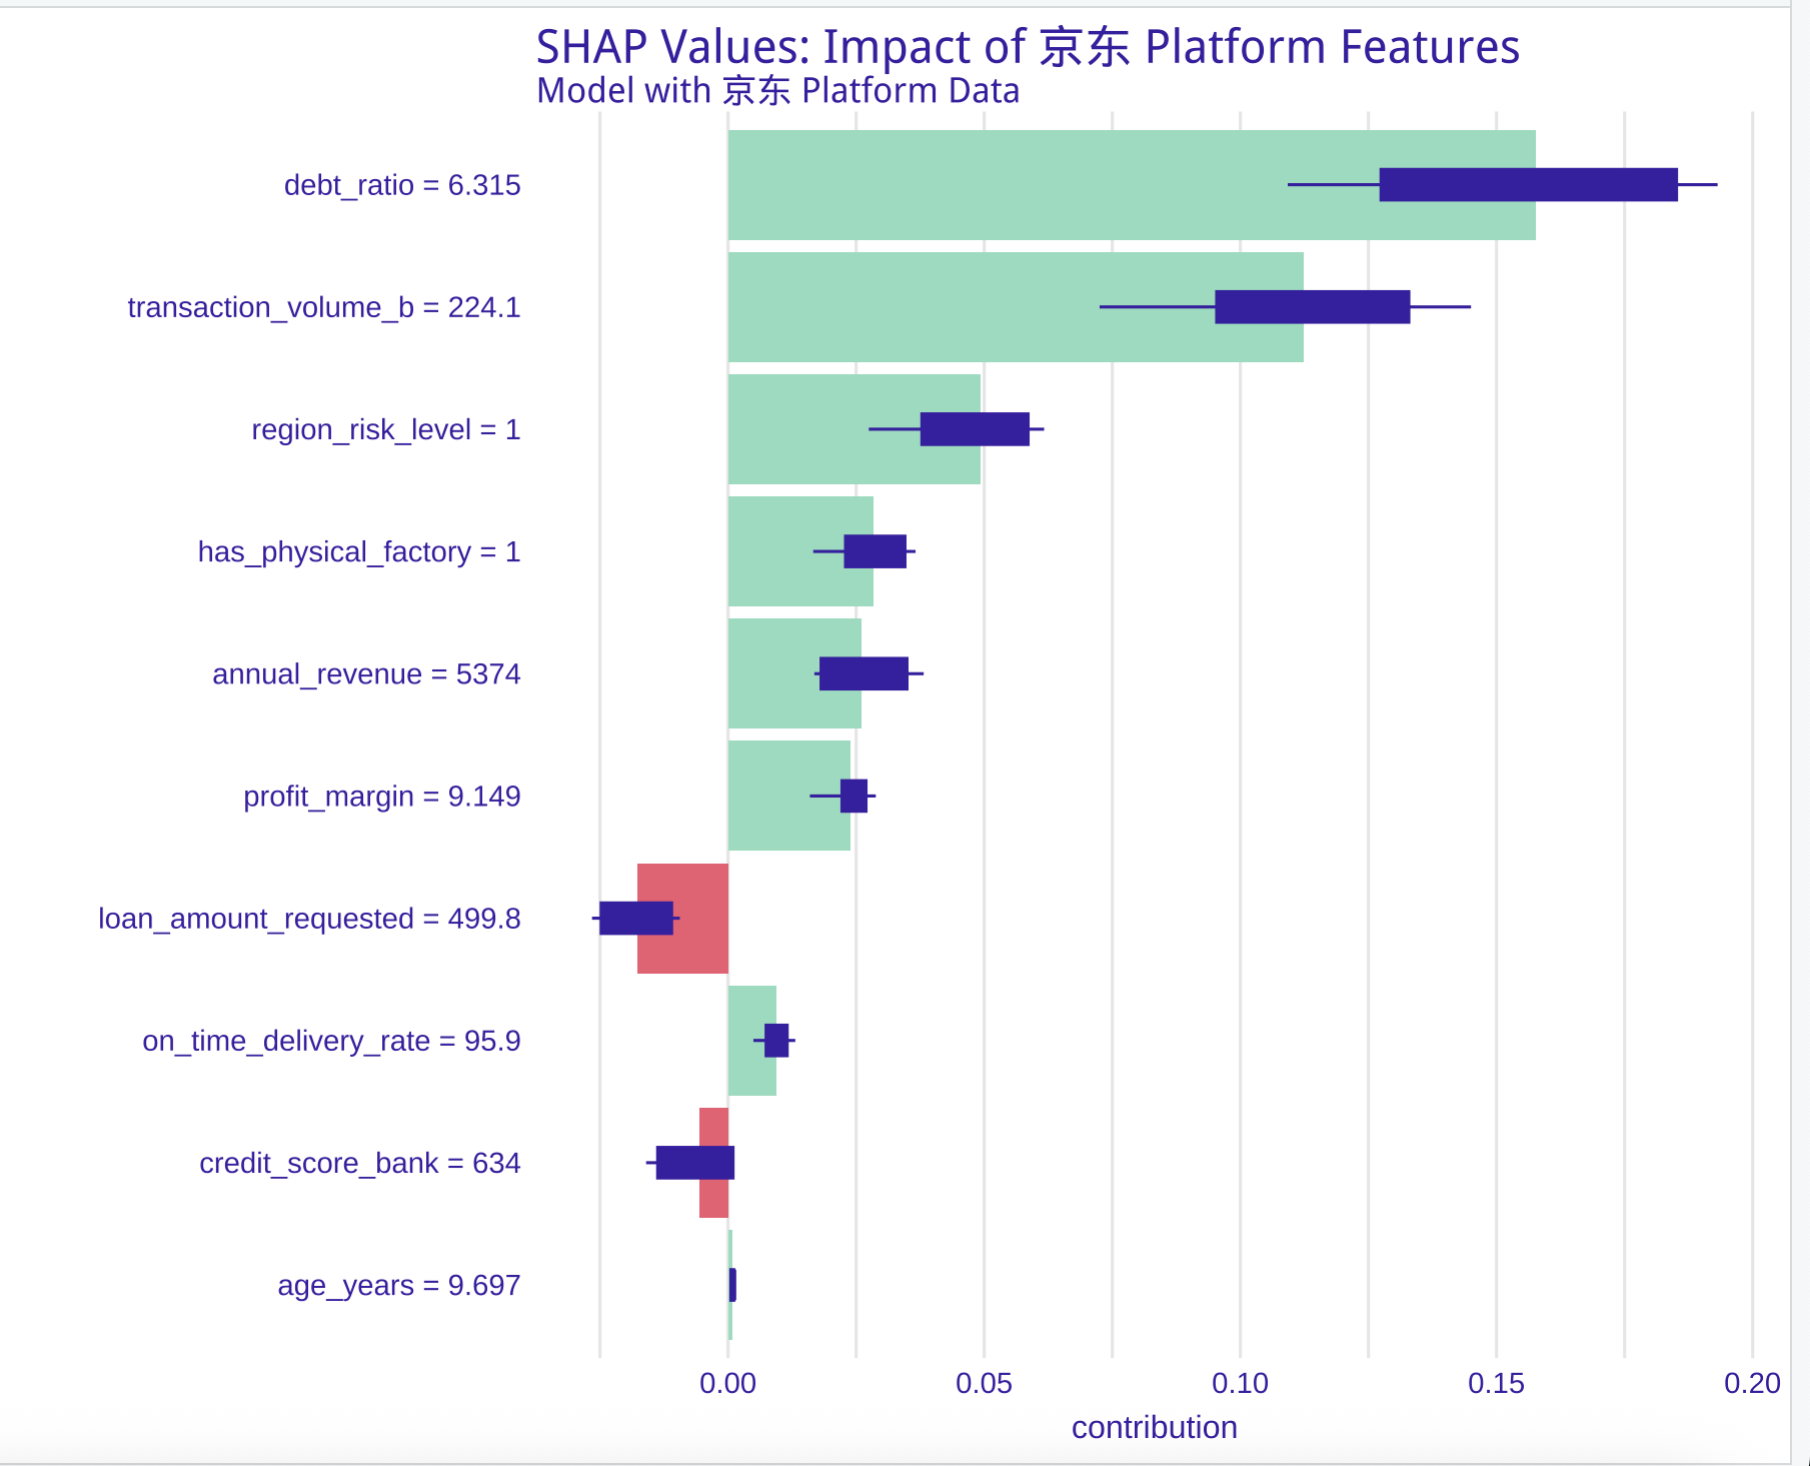 SHAP Values: Impact of 京东 Platform Features
Model with 京东 Platform Data
debt_ratio = 6.315
transaction_volume_b = 224.1
region_risk_level = 1
has_physical_factory = 1
annual_revenue = 5374
profit_margin = 9.149
loan_amount_requested = 499.8
on_time_delivery_rate = 95.9
credit_score_bank = 634
age_years = 9.697
0.00 0.05 0.10 0.15 0.20
contribution